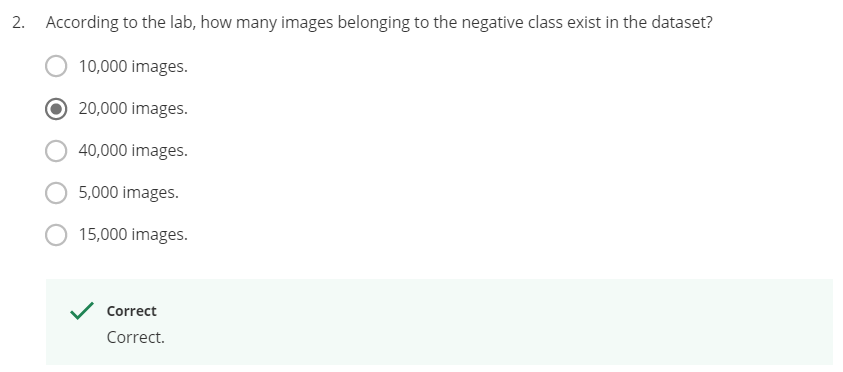 2. According to the lab, how many images belonging to the negative class exist in the dataset?
10,000 images.
20,000 images.
40,000 images.
5,000 images.
15,000 images.
Correct
Correct.